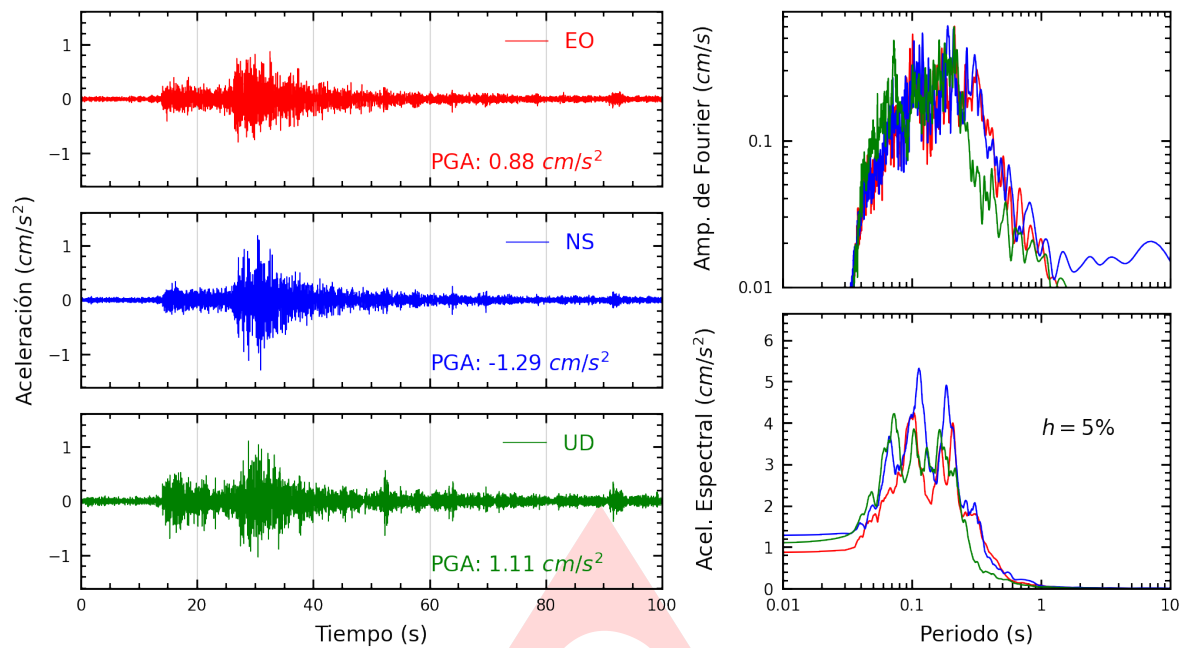 Aceleración (cm/s²)
1
0
−1
EO
PGA: 0.88 cm/s²
1
0
−1
NS
PGA: -1.29 cm/s²
1
0
−1
UD
PGA: 1.11 cm/s²
0 20 40 60 80 100
Tiempo (s)
Amp. de Fourier (cm/s)
0.1
0.01
Acel. Espectral (cm/s²)
6
5
4
3
2
1
0
h = 5%
0.01 0.1 1 10
Periodo (s)